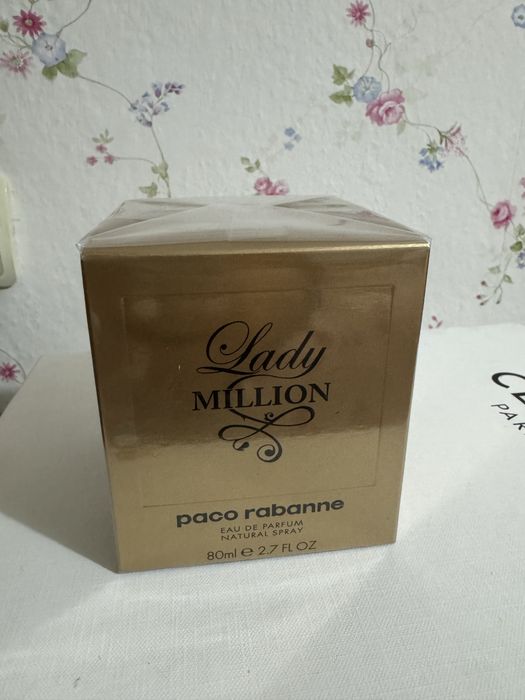 Lady
MILLION
paco rabanne
EAU DE PARFUM
NATURAL SPRAY
80ml ℮ 2.7 FL OZ